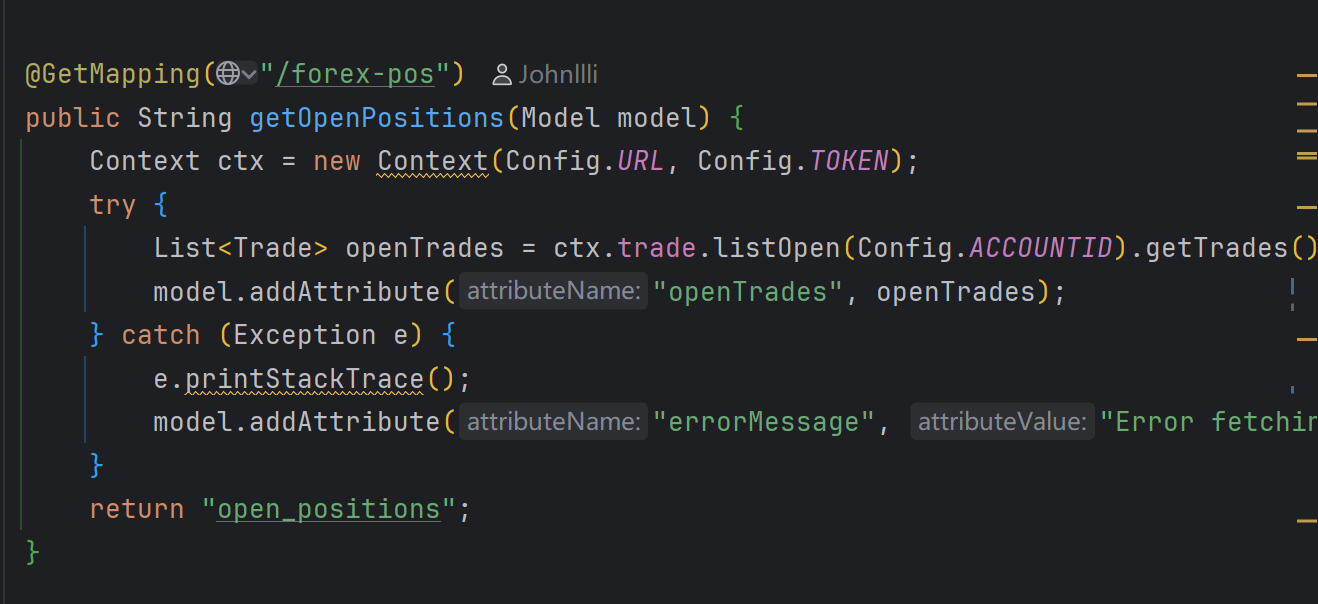 @GetMapping("/forex-pos") JohnIlli
public String getOpenPositions(Model model) {
Context ctx = new Context(Config.URL, Config.TOKEN);
try {
List<Trade> openTrades = ctx.trade.listOpen(Config.ACCOUNTID).getTrades()
model.addAttribute( attributeName: "openTrades", openTrades);
} catch (Exception e) {
e.printStackTrace();
model.addAttribute( attributeName: "errorMessage", attributeValue: "Error
}
return "open_positions";
}